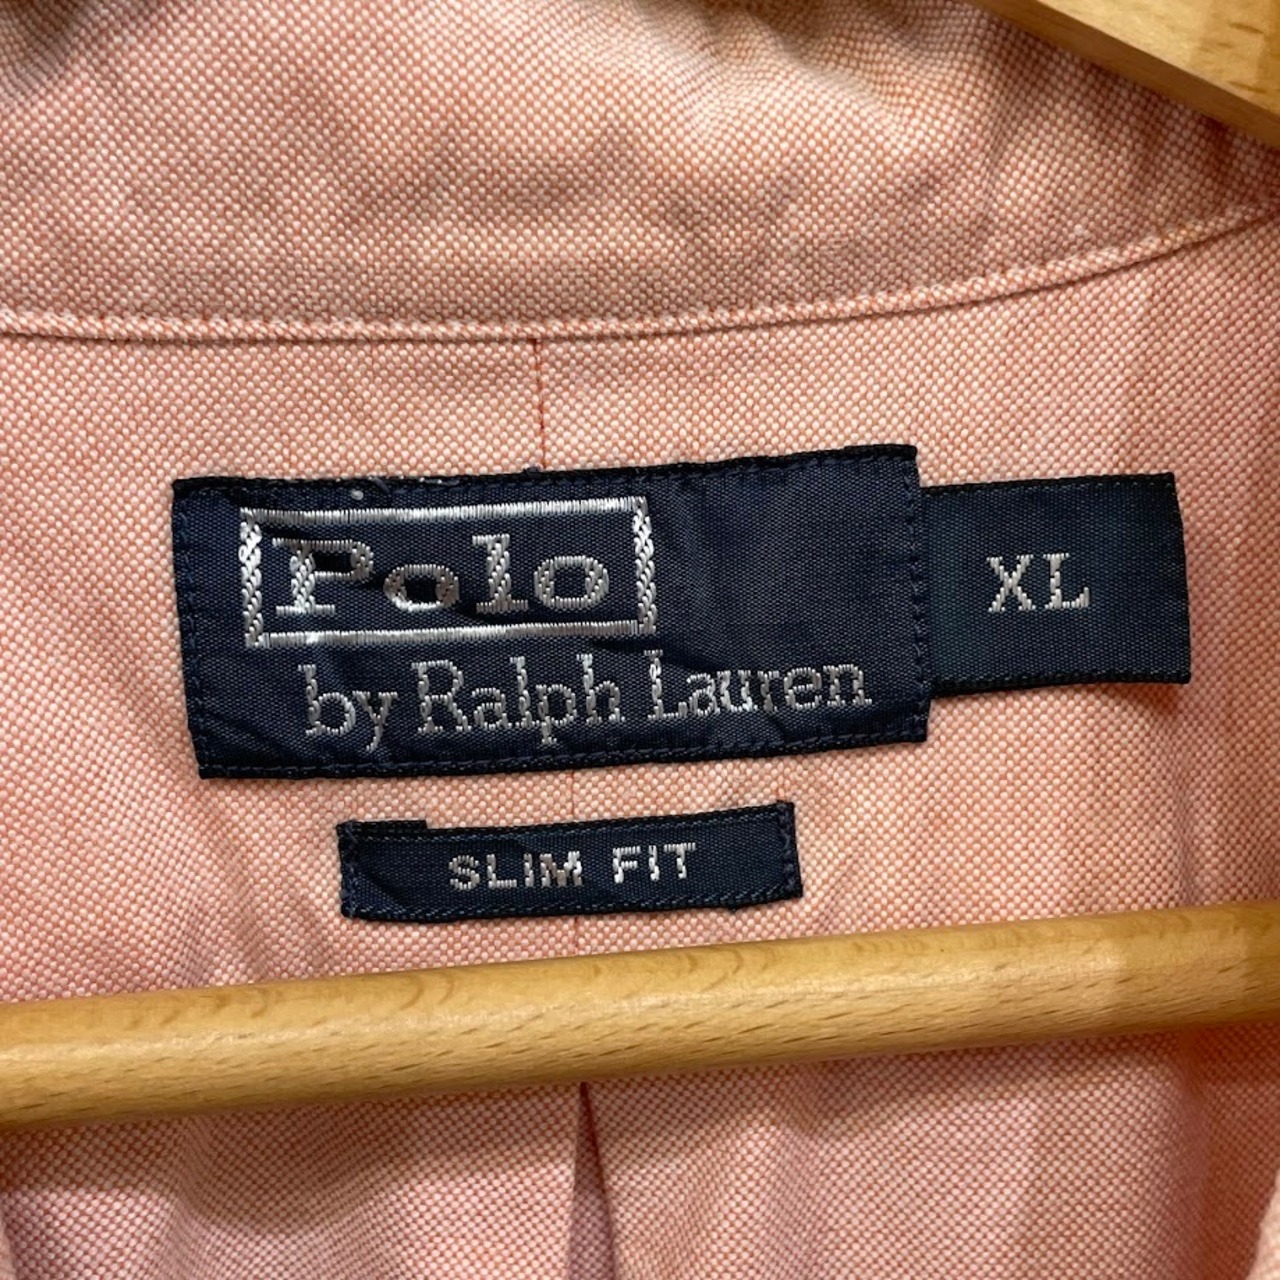 Polo
by Ralph Lauren
XL
SLIM FIT